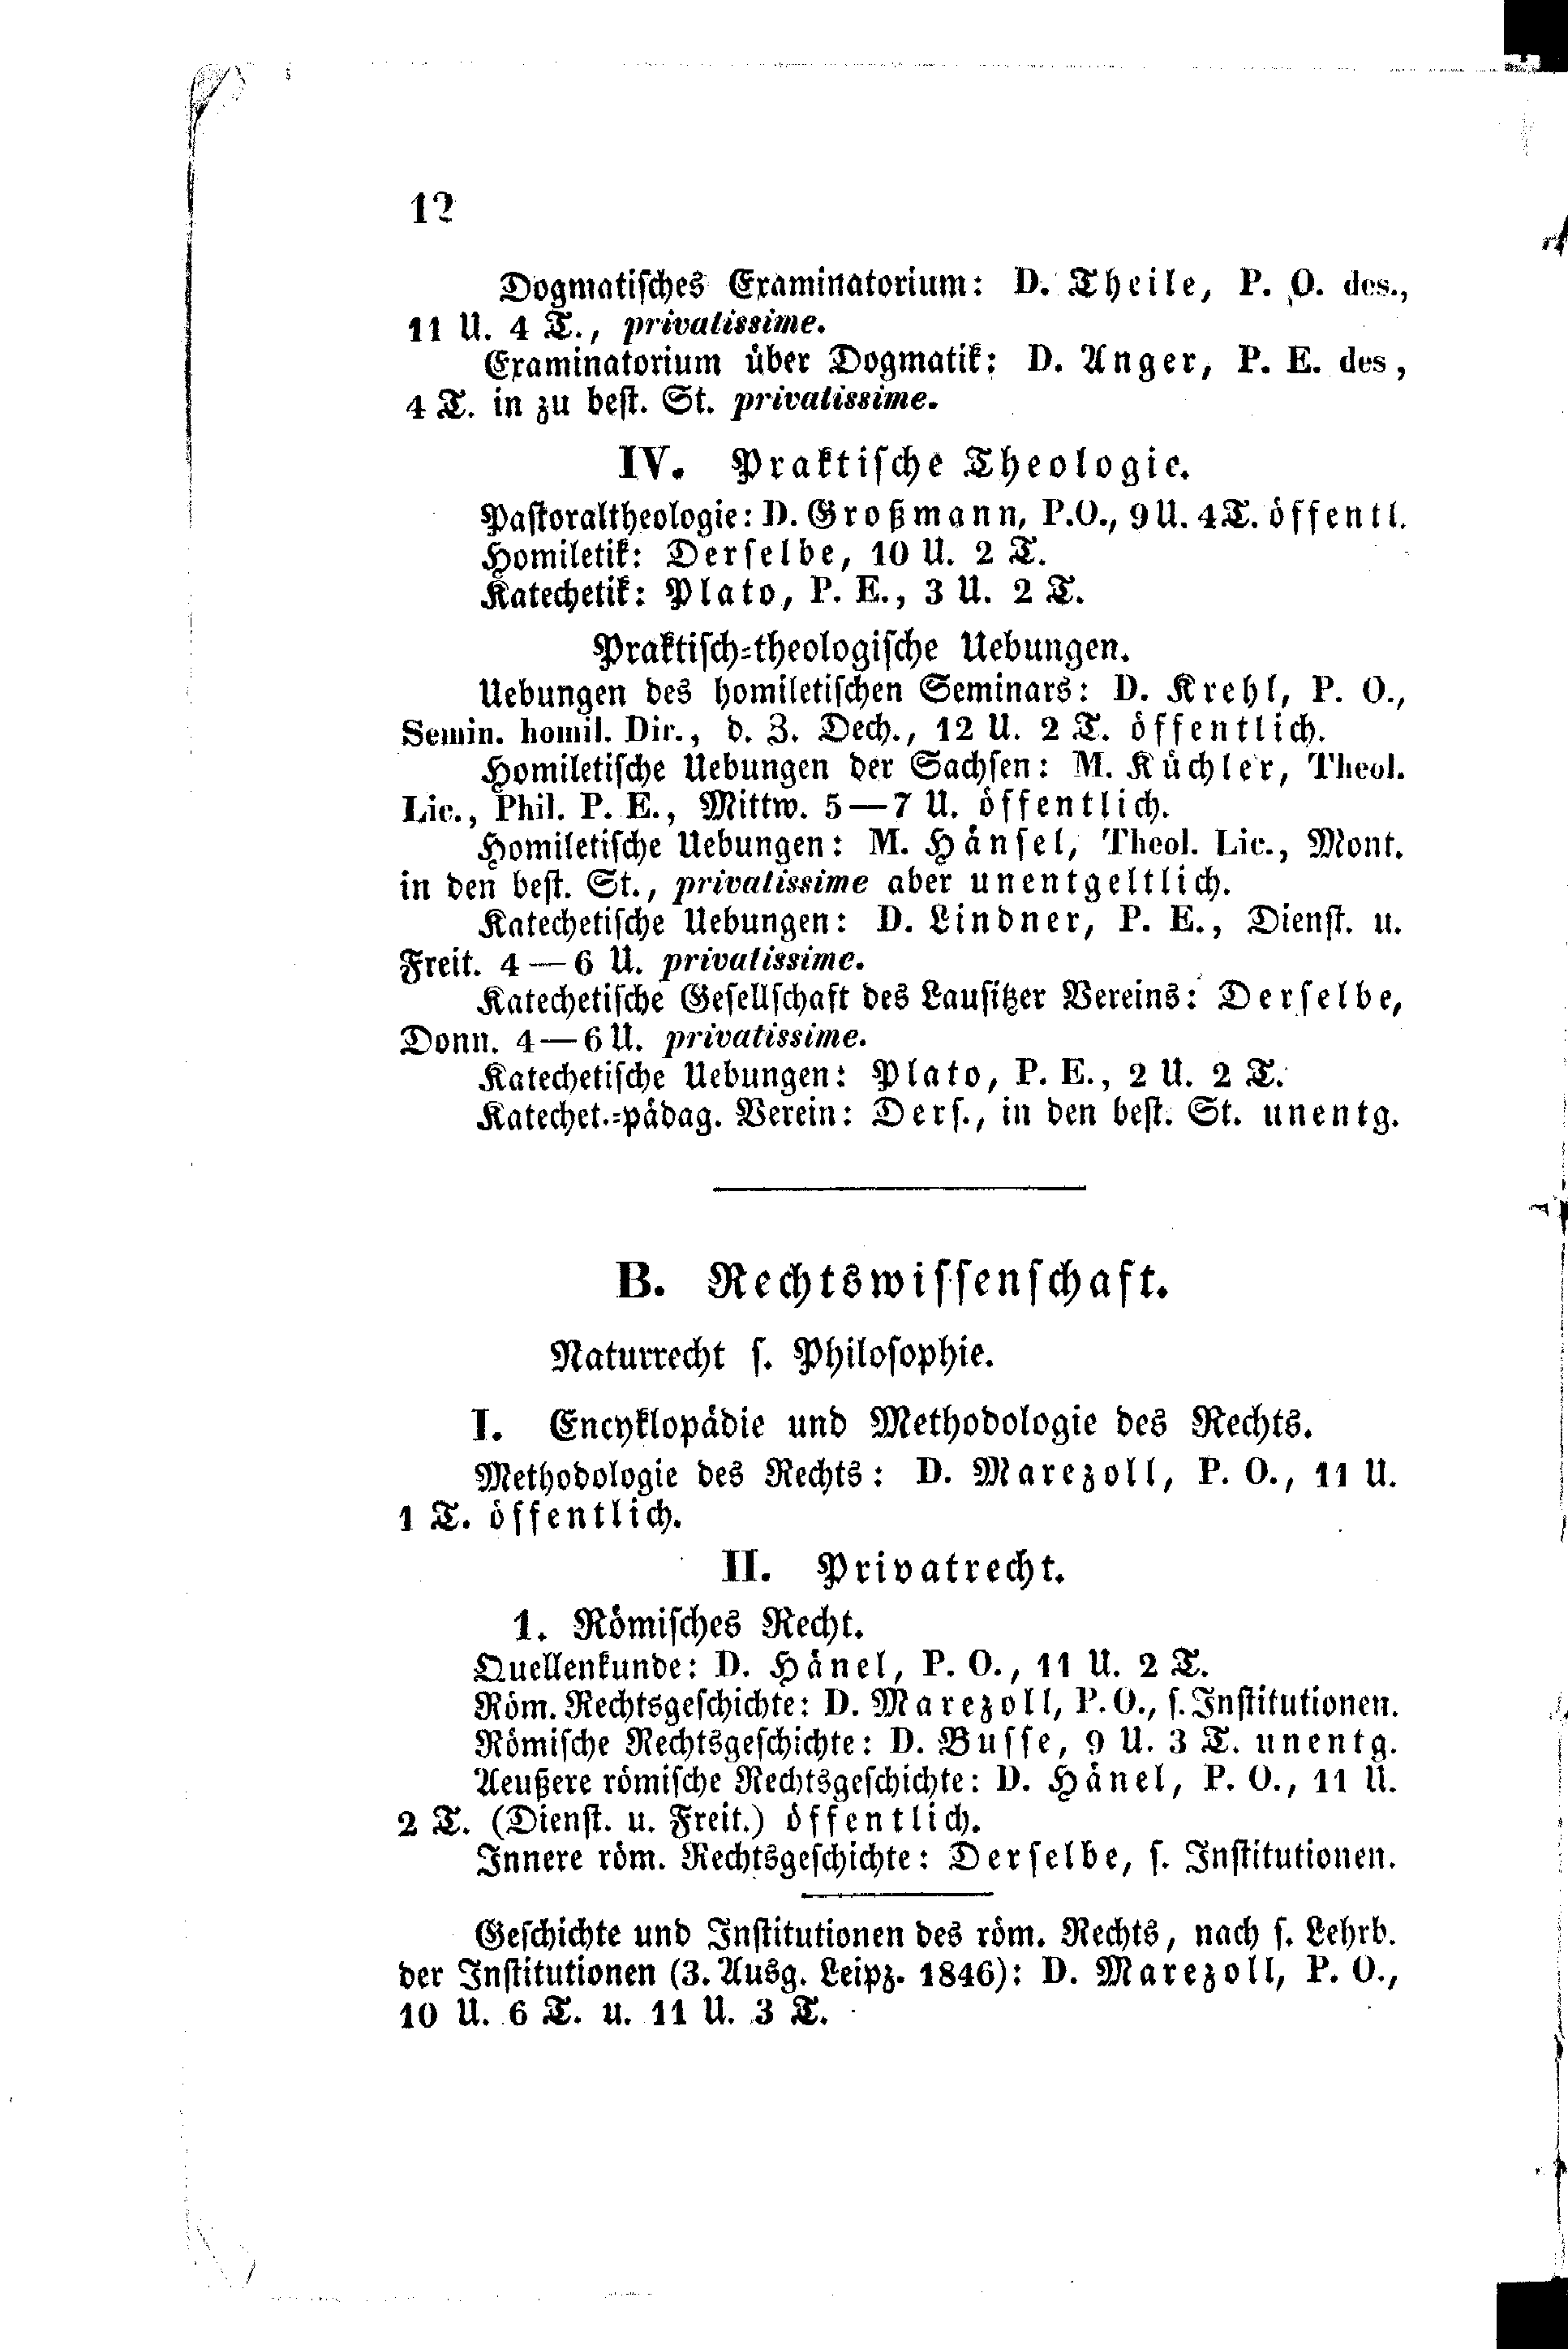 12
Dogmatisches Examinatorium: D. Theile, P. O. des.,
11 U. 4 T., privatissime.
Examinatorium über Dogmatik: D. Anger, P. E. des,
4 T. in zu best. St. privatissime.
IV. Praktische Theologie.
Pastoraltheologie: D. Großmann, P.O., 9 U. 4 T. öffentl.
Homiletik: Derselbe, 10 U. 2 T.
Katechetik: Plato, P. E., 3 U. 2 T.
Praktisch-theologische Uebungen.
Uebungen des homiletischen Seminars: D. Krehl, P. O.,
Semin. homil. Dir., d. Z. Dech., 12 U. 2 T. öffentlich.
Homiletische Uebungen der Sachsen: M. Küchler, Theol.
Lic., Phil. P. E., Mittw. 5—7 U. öffentlich.
Homiletische Uebungen: M. Hänsel, Theol. Lic., Mont.
in den best. St., privatissime aber unentgeltlich.
Katechetische Uebungen: D. Lindner, P. E., Dienst. u.
Freit. 4—6 U. privatissime.
Katechetische Gesellschaft des Lausitzer Vereins: Derselbe,
Donn. 4—6 U. privatissime.
Katechetische Uebungen: Plato, P. E., 2 U. 2 T.
Katechet.-pädag. Verein: Ders., in den best. St. unentg.
B. Rechtswissenschaft.
Naturrecht s. Philosophie.
I. Encyklopädie und Methodologie des Rechts.
Methodologie des Rechts: D. Marezoll, P. O., 11 U.
1 T. öffentlich.
II. Privatrecht.
1. Römisches Recht.
Quellenkunde: D. Hänel, P. O., 11 U. 2 T.
Röm. Rechtsgeschichte: D. Marezoll, P. O., s. Institutionen.
Römische Rechtsgeschichte: D. Busse, 9 U. 3 T. unentg.
Aeußere römische Rechtsgeschichte: D. Hänel, P. O., 11 U.
2 T. (Dienst. u. Freit.) öffentlich.
Innere röm. Rechtsgeschichte: Derselbe, s. Institutionen.
Geschichte und Institutionen des röm. Rechts, nach s. Lehrb.
der Institutionen (3. Ausg. Leipz. 1846): D. Marezoll, P. O.,
10 U. 6 T. u. 11 U. 3 T.